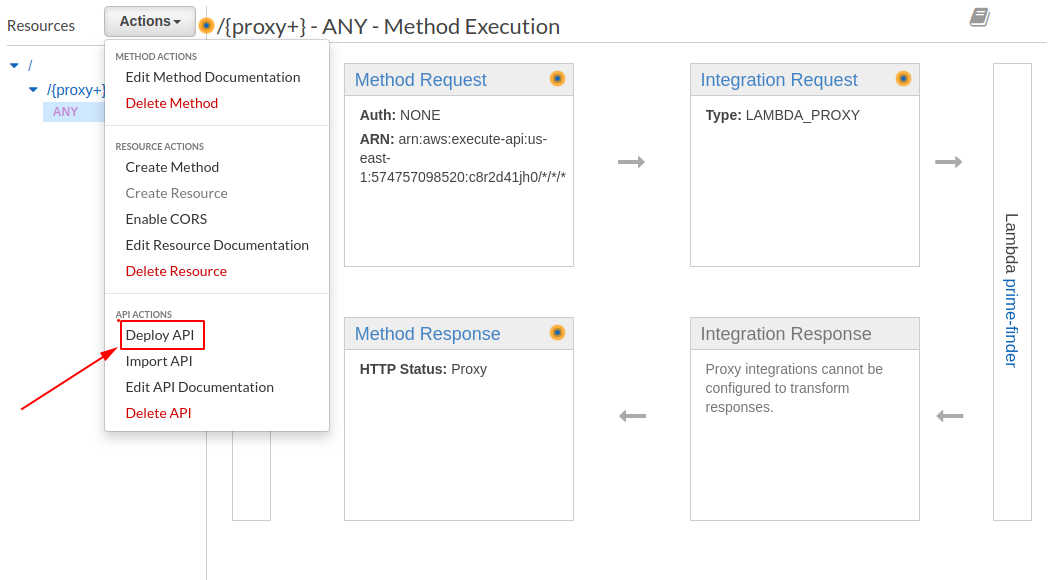 Resources
Actions
/{proxy+} - ANY - Method Execution
METHOD ACTIONS
Edit Method Documentation
Delete Method
RESOURCE ACTIONS
Create Method
Create Resource
Enable CORS
Edit Resource Documentation
Delete Resource
API ACTIONS
Deploy API
Import API
Edit API Documentation
Delete API
/
/{proxy+}
ANY
Method Request
Auth: NONE
ARN: arn:aws:execute-api:us-
east-
1:574757098520:c8r2d41jh0/*/*/*
Integration Request
Type: LAMBDA_PROXY
Lambda prime-finder
Method Response
HTTP Status: Proxy
Integration Response
Proxy integrations cannot be
configured to transform
responses.